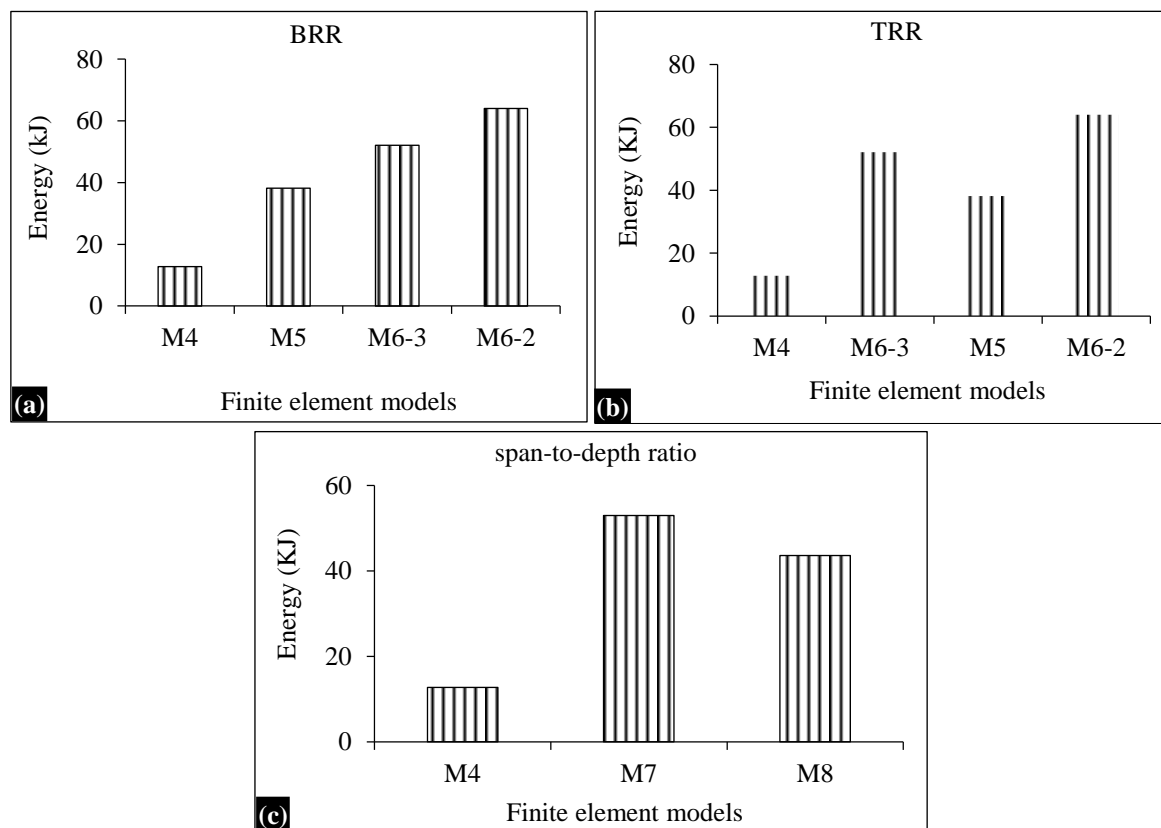 BRR
80
60
40
20
0
Energy (kJ)
M4 M5 M6-3 M6-2
Finite element models
(a)
TRR
80
60
40
20
0
Energy (KJ)
M4 M6-3 M5 M6-2
Finite element models
(b)
span-to-depth ratio
60
40
20
0
Energy (KJ)
M4 M7 M8
Finite element models
(c)